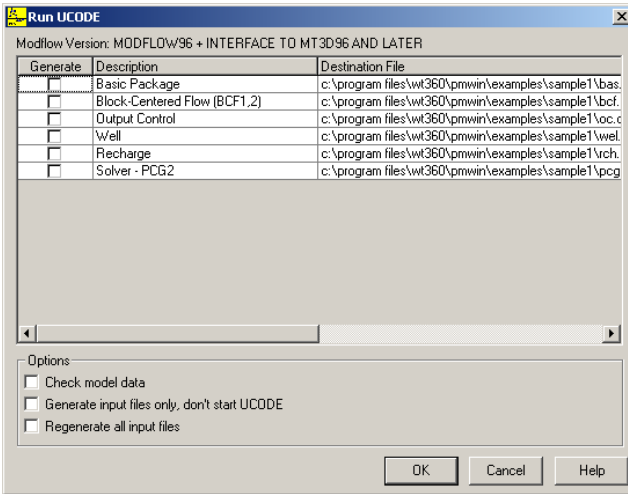 Run UCODE
Modflow Version: MODFLOW96 + INTERFACE TO MT3D96 AND LATER
Generate Description Destination File
Basic Package c:\program files\wt360\pmwin\examples\sample1\bas.
Block-Centered Flow (BCF1,2) c:\program files\wt360\pmwin\examples\sample1\bcf.
Output Control c:\program files\wt360\pmwin\examples\sample1\oc.c
Well c:\program files\wt360\pmwin\examples\sample1\wel.
Recharge c:\program files\wt360\pmwin\examples\sample1\rch.
Solver - PCG2 c:\program files\wt360\pmwin\examples\sample1\pcg
Options
Check model data
Generate input files only, don't start UCODE
Regenerate all input files
OK Cancel Help